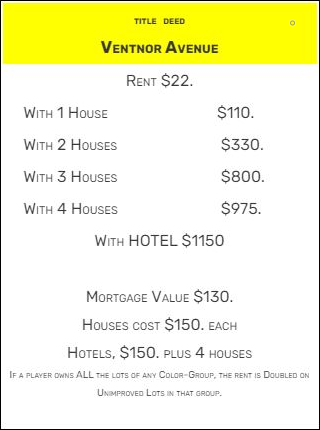 TITLE DEED
VENTNOR AVENUE
RENT $22.
WITH 1 HOUSE $110.
WITH 2 HOUSES $330.
WITH 3 HOUSES $800.
WITH 4 HOUSES $975.
WITH HOTEL $1150
MORTGAGE VALUE $130.
HOUSES COST $150. EACH
HOTELS, $150. PLUS 4 HOUSES
IF A PLAYER OWNS ALL THE LOTS OF ANY COLOR-GROUP, THE RENT IS DOUBLED ON
UNIMPROVED LOTS IN THAT GROUP.